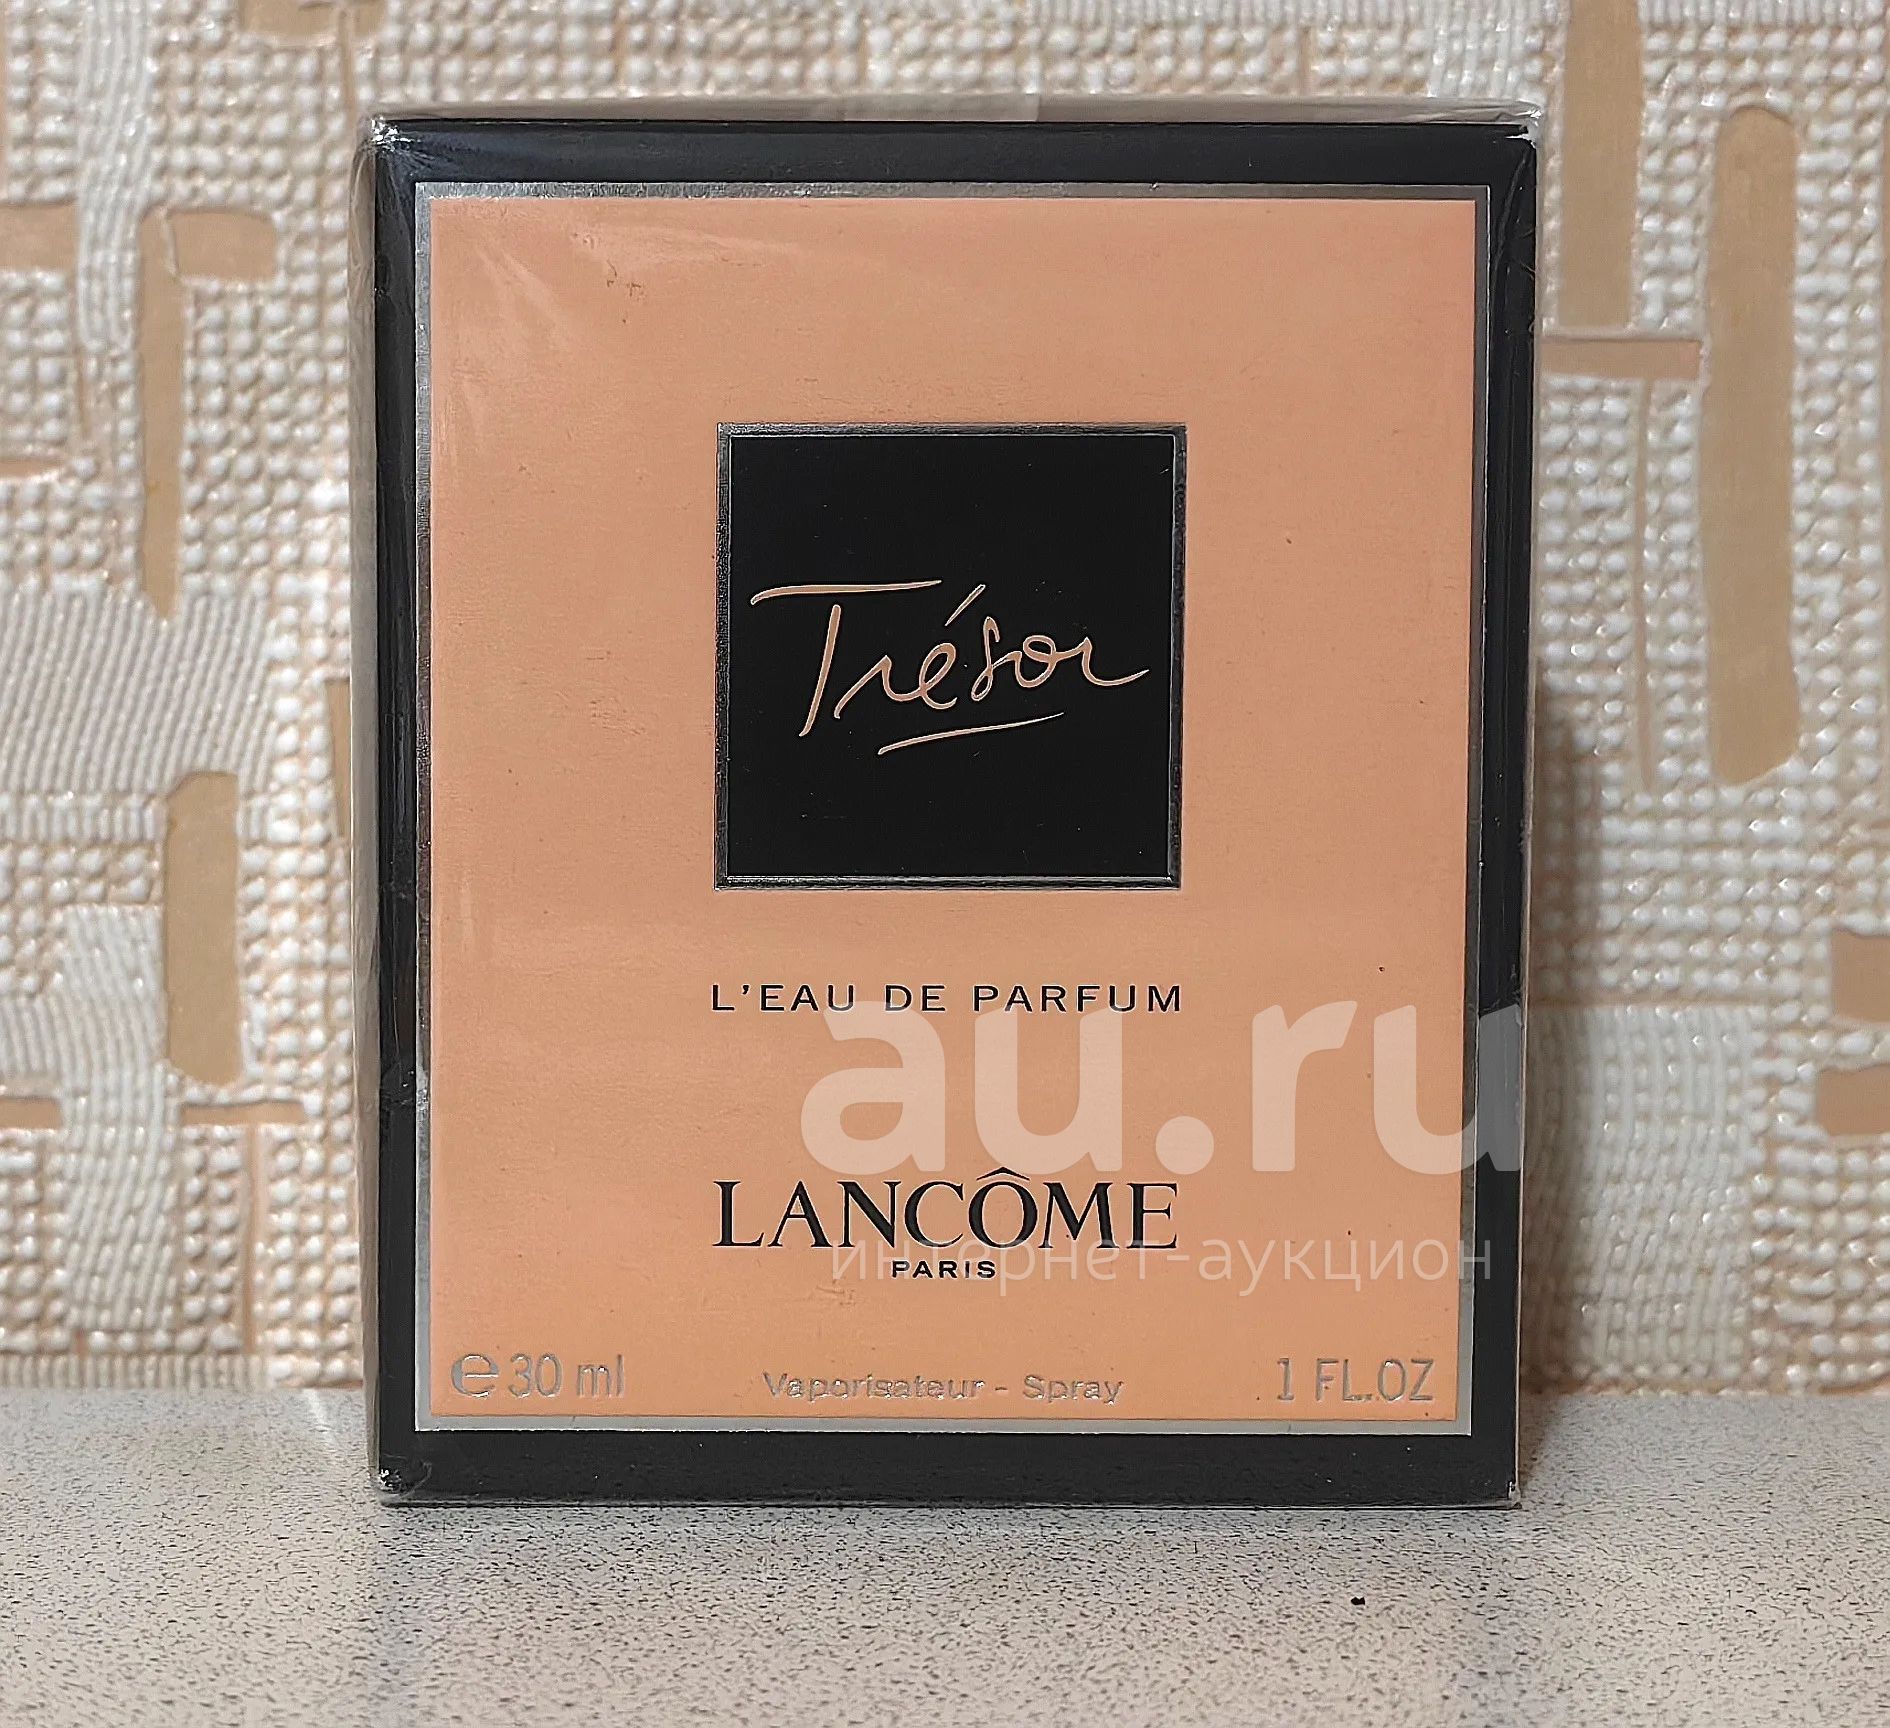 Trésor
L'EAU DE PARFUM
au.ru
LANCÔME
интернет-аукцион
PARIS
℮ 30 ml Vaporisateur - Spray 1 FL.OZ